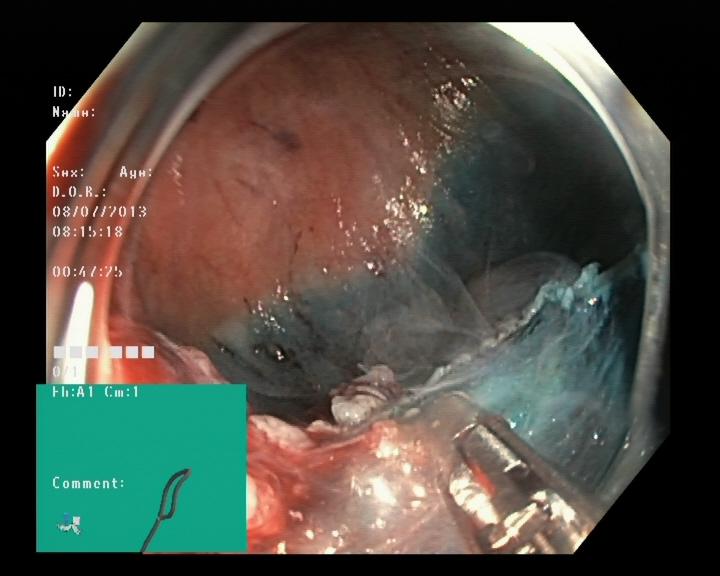 ID:
Name:
Sex: Age:
D.O.B.:
08/07/2013
08:15:18
00:47:25
0/1
Eh:A1 Cm:1
Comment: